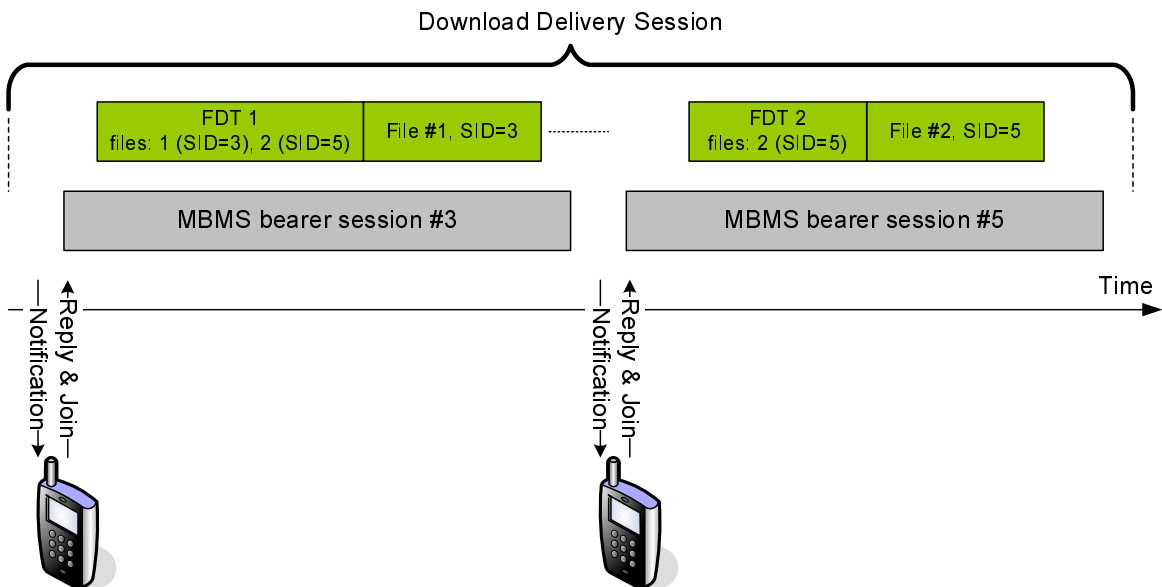 Download Delivery Session
FDT 1
files: 1 (SID=3), 2 (SID=5)
File #1, SID=3
FDT 2
files: 2 (SID=5)
File #2, SID=5
MBMS bearer session #3
MBMS bearer session #5
Time
Notification
Reply & Join
Notification
Reply & Join